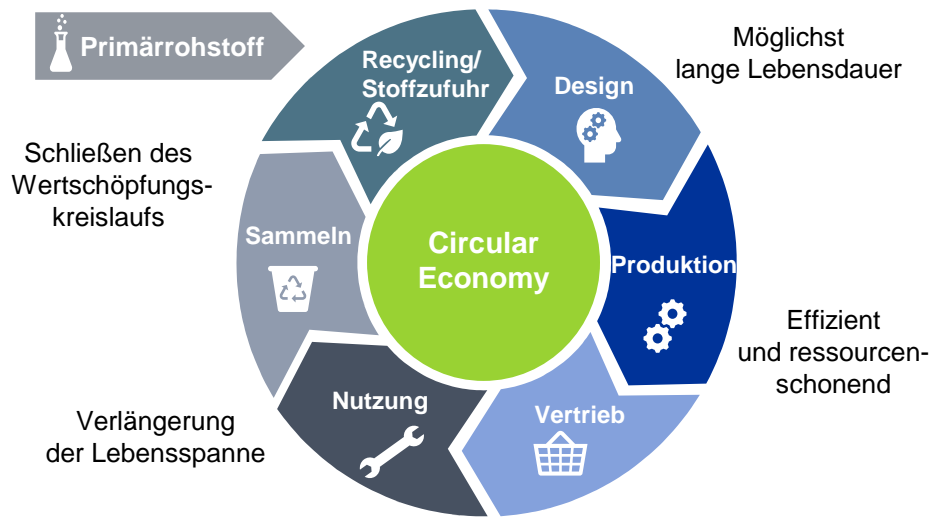 Primärrohstoff
Recycling/
Stoffzufuhr
Design
Möglichst
lange Lebensdauer
Schließen des
Wertschöpfungs-
kreislaufs
Sammeln
Circular
Economy
Produktion
Effizient
und ressourcen-
schonend
Nutzung
Vertrieb
Verlängerung
der Lebensspanne